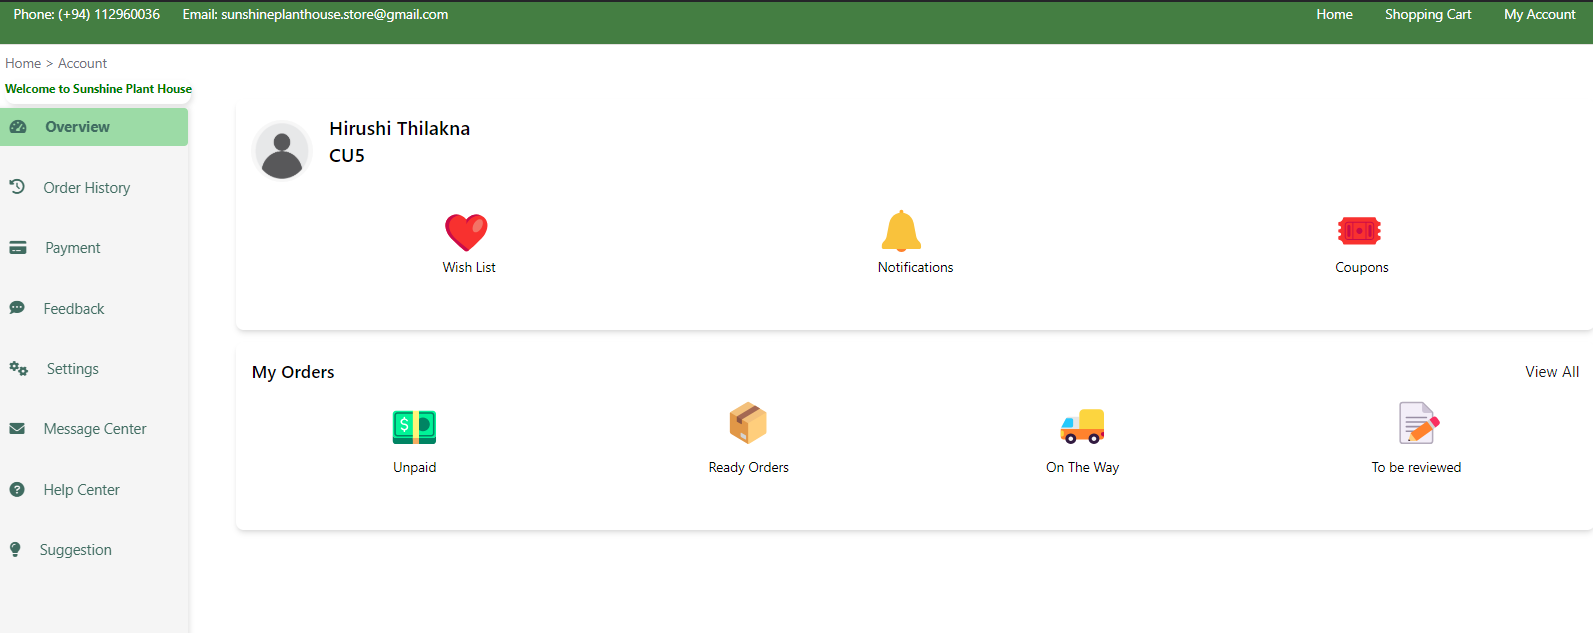 Phone: (+94) 112960036 Email: sunshineplanthouse.store@gmail.com Home Shopping Cart My Account
Home > Account
Welcome to Sunshine Plant House
Overview
Order History
Payment
Feedback
Settings
Message Center
Help Center
Suggestion
Hirushi Thilakna
CU5
Wish List Notifications Coupons
My Orders View All
$
Unpaid Ready Orders On The Way To be reviewed